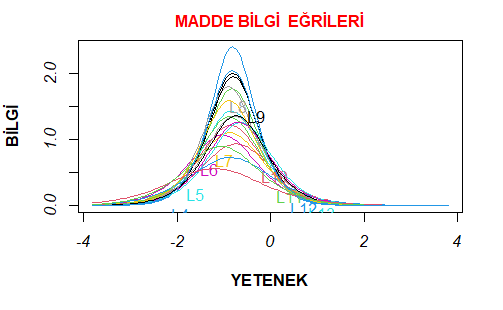 MADDE BİLGİ EĞRİLERİ
BİLGİ
2.0
1.0
0.0
L8
L9
L7
L6
L5
-4
-2
0
2
4
YETENEK